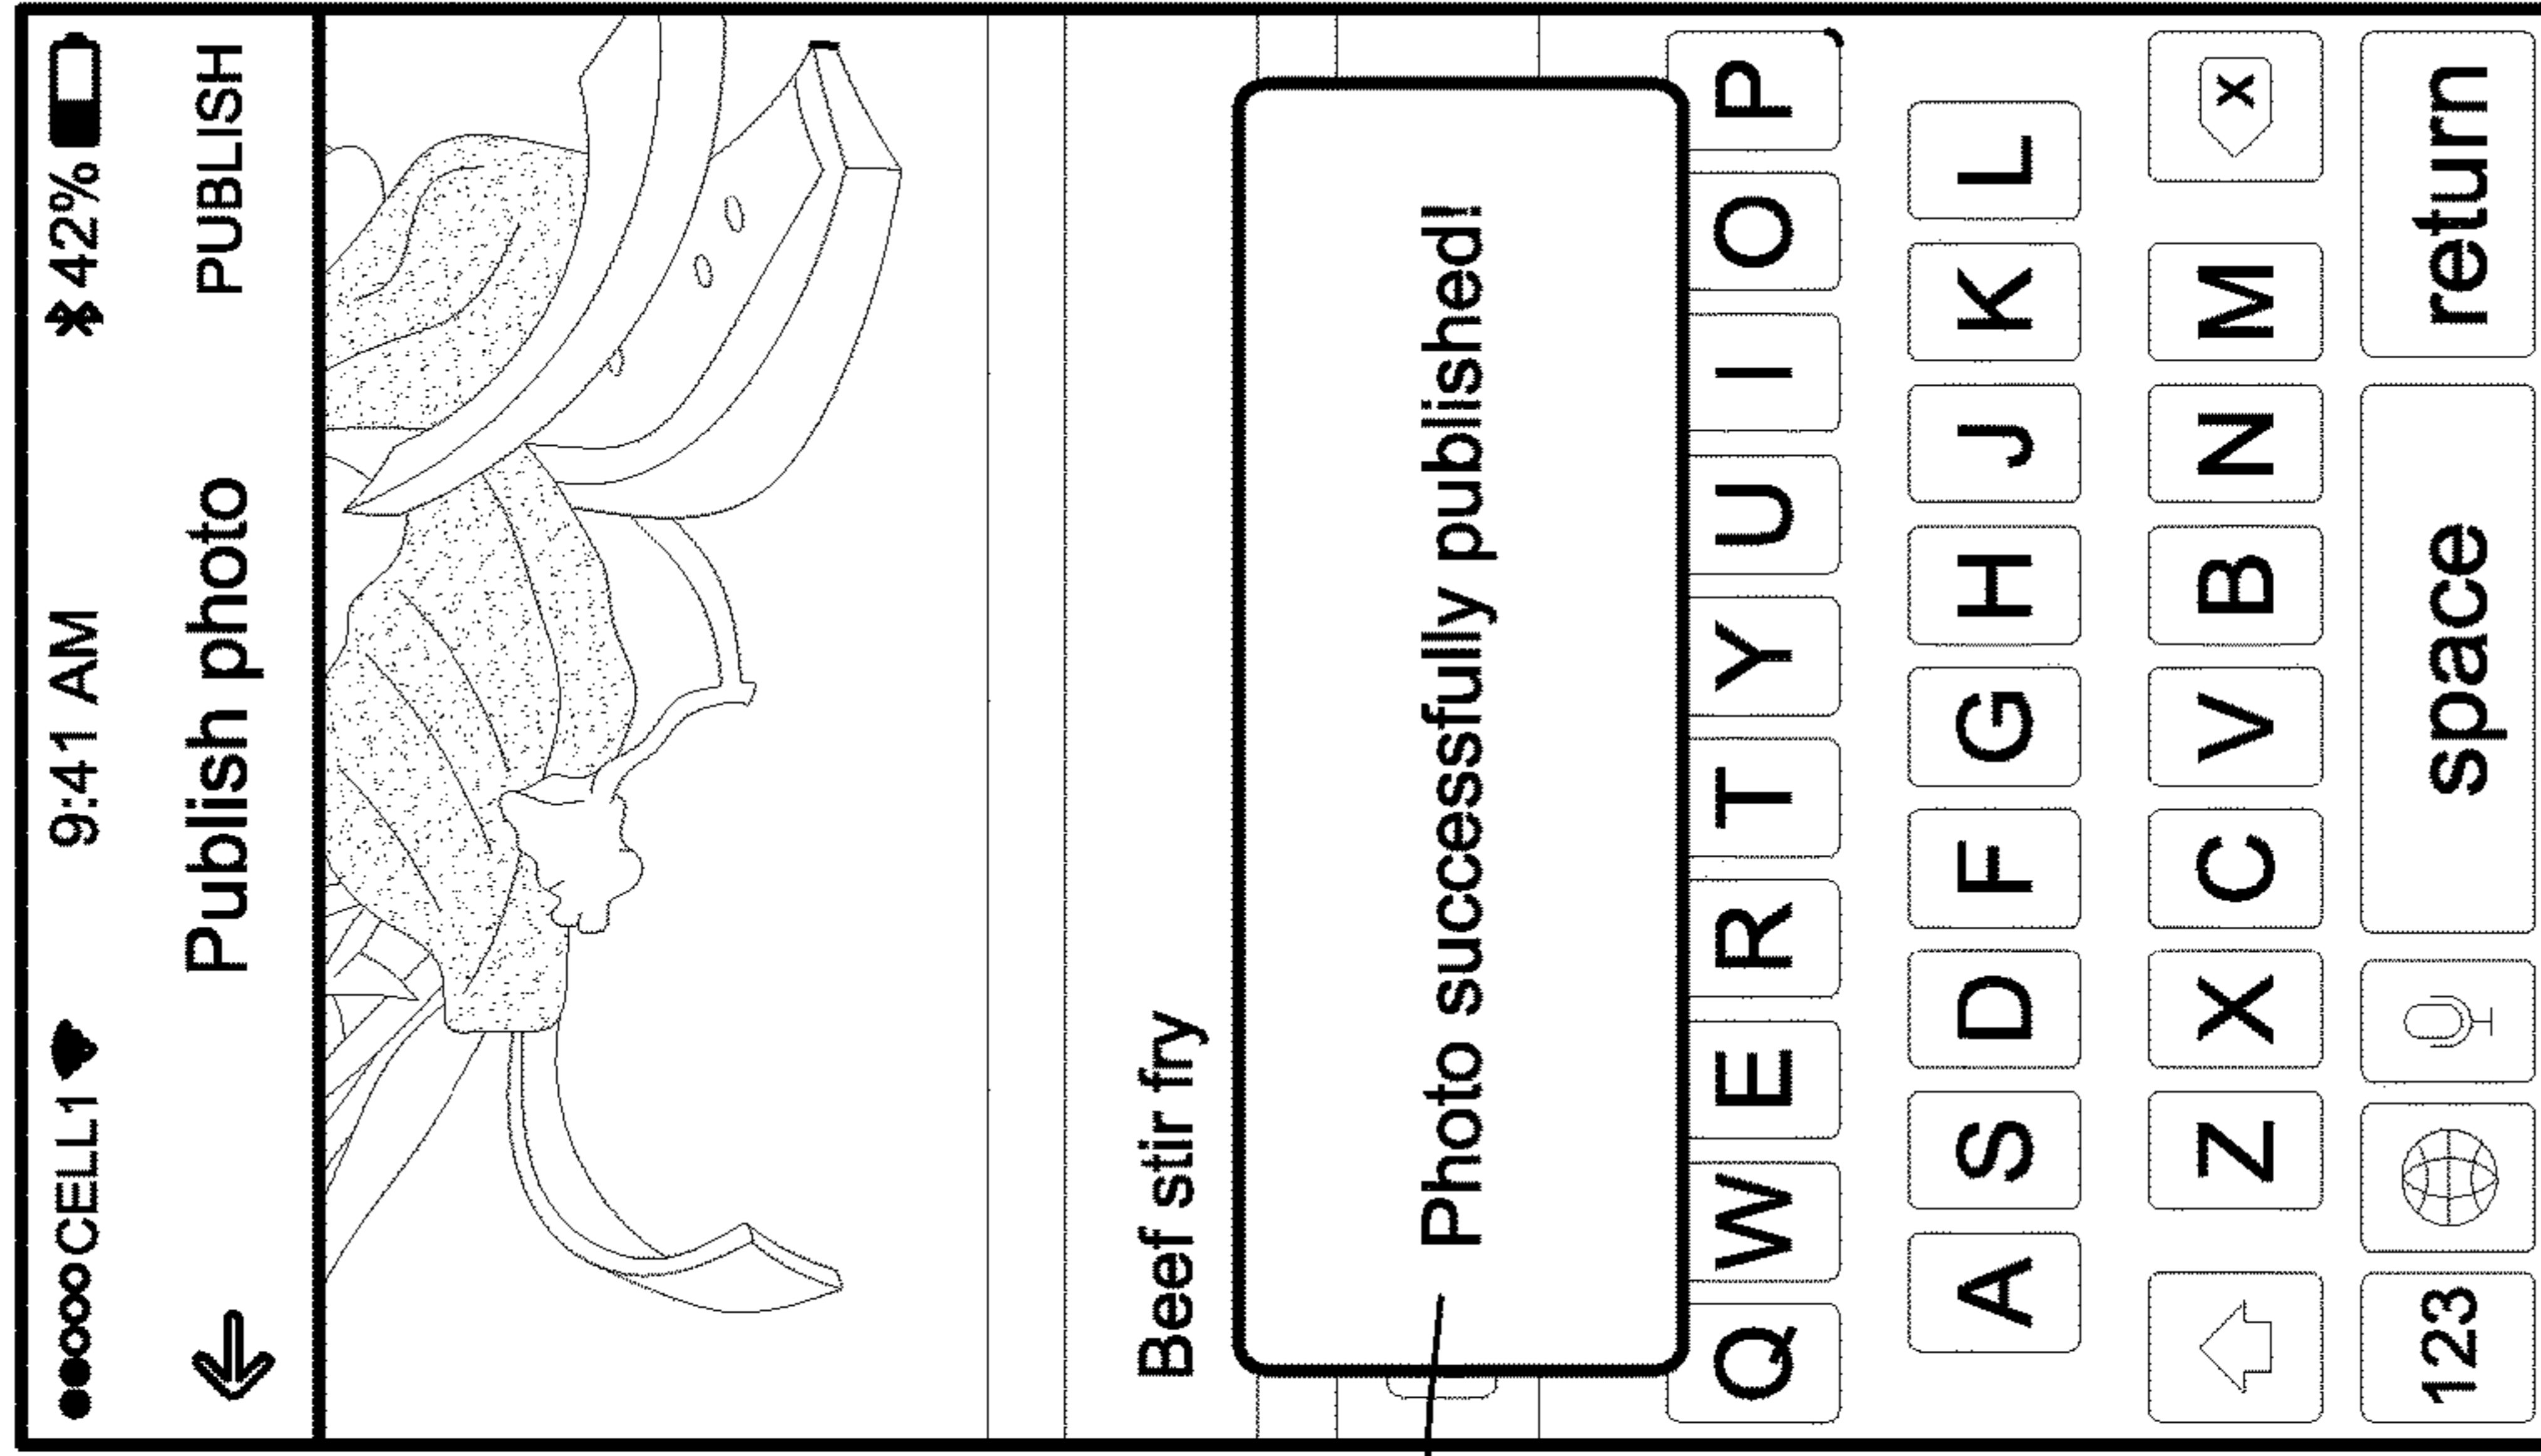 CELL1 9:41 AM 42%
Publish photo PUBLISH
Beef stir fry
Photo successfully published!
Q W E R T Y U I O P
A S D F G H J K L
Z X C V B N M X
123 space return